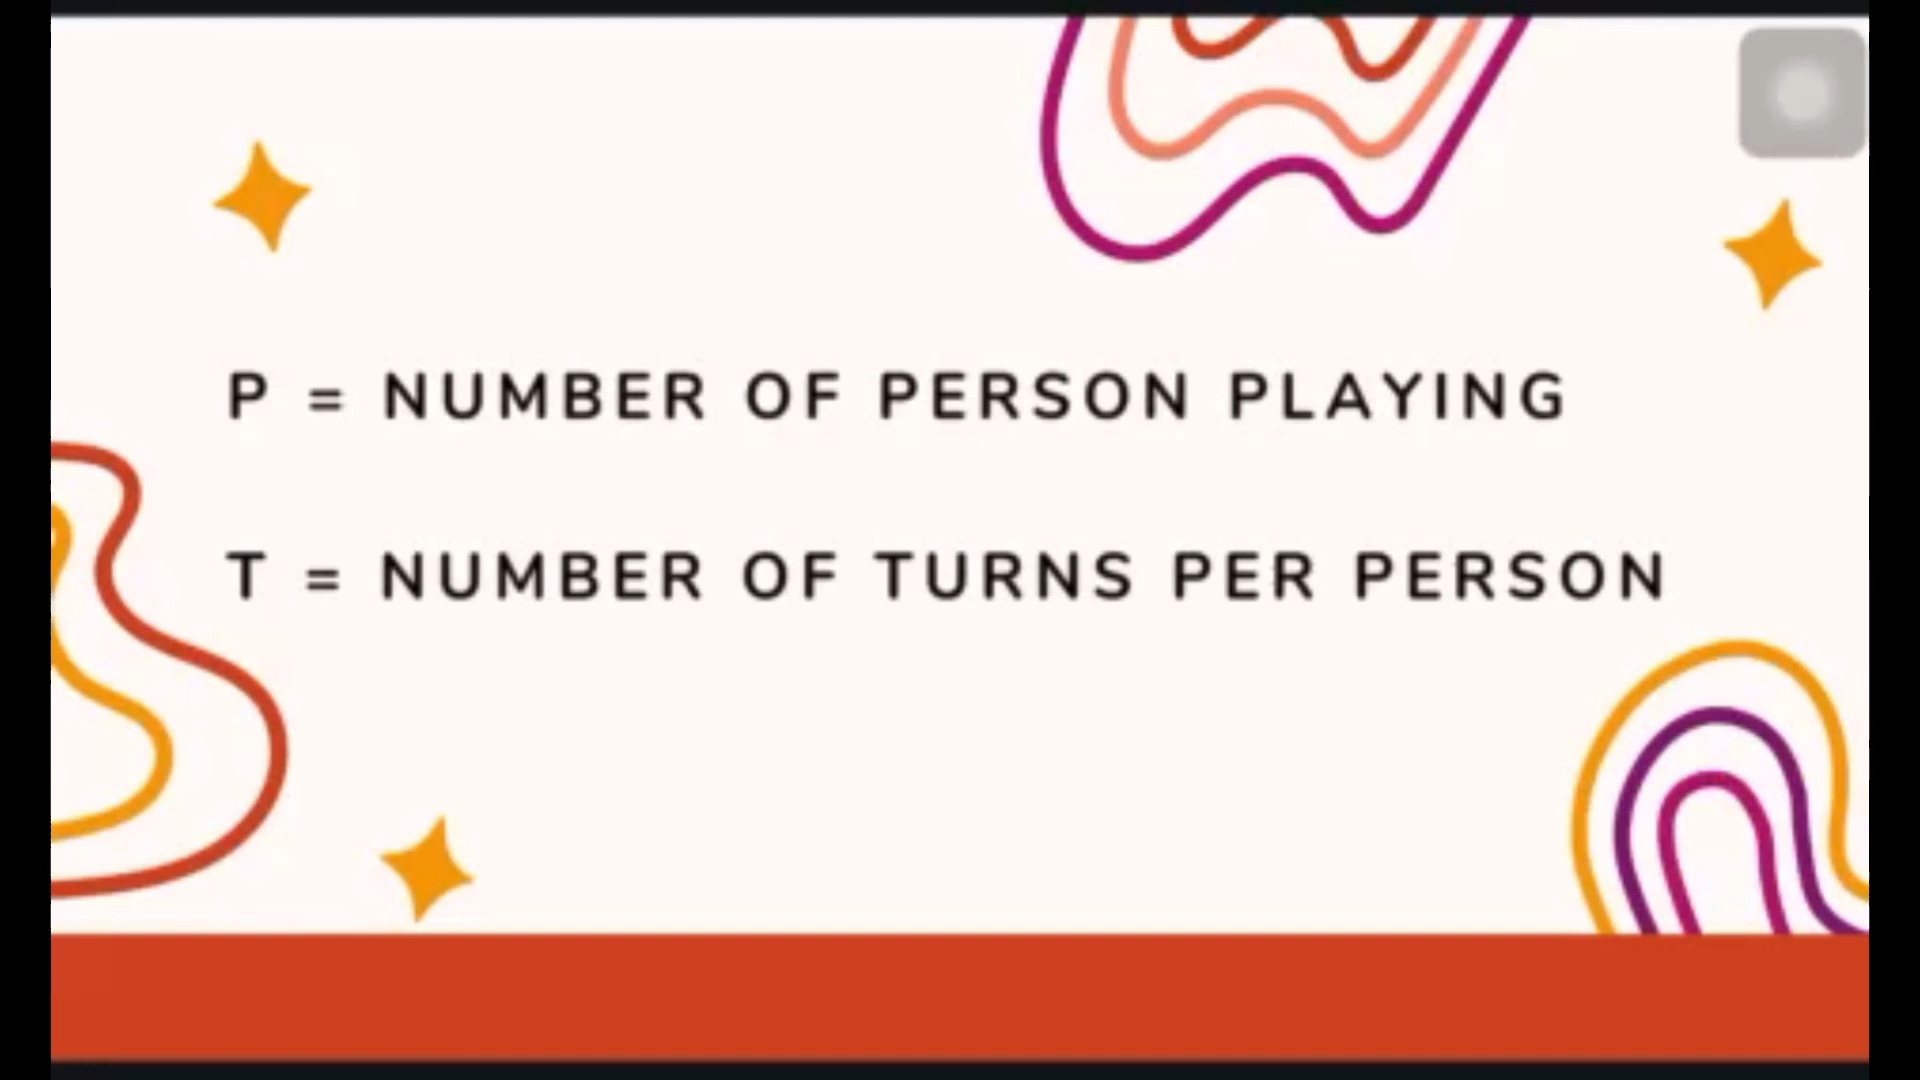 P = NUMBER OF PERSON PLAYING
T = NUMBER OF TURNS PER PERSON